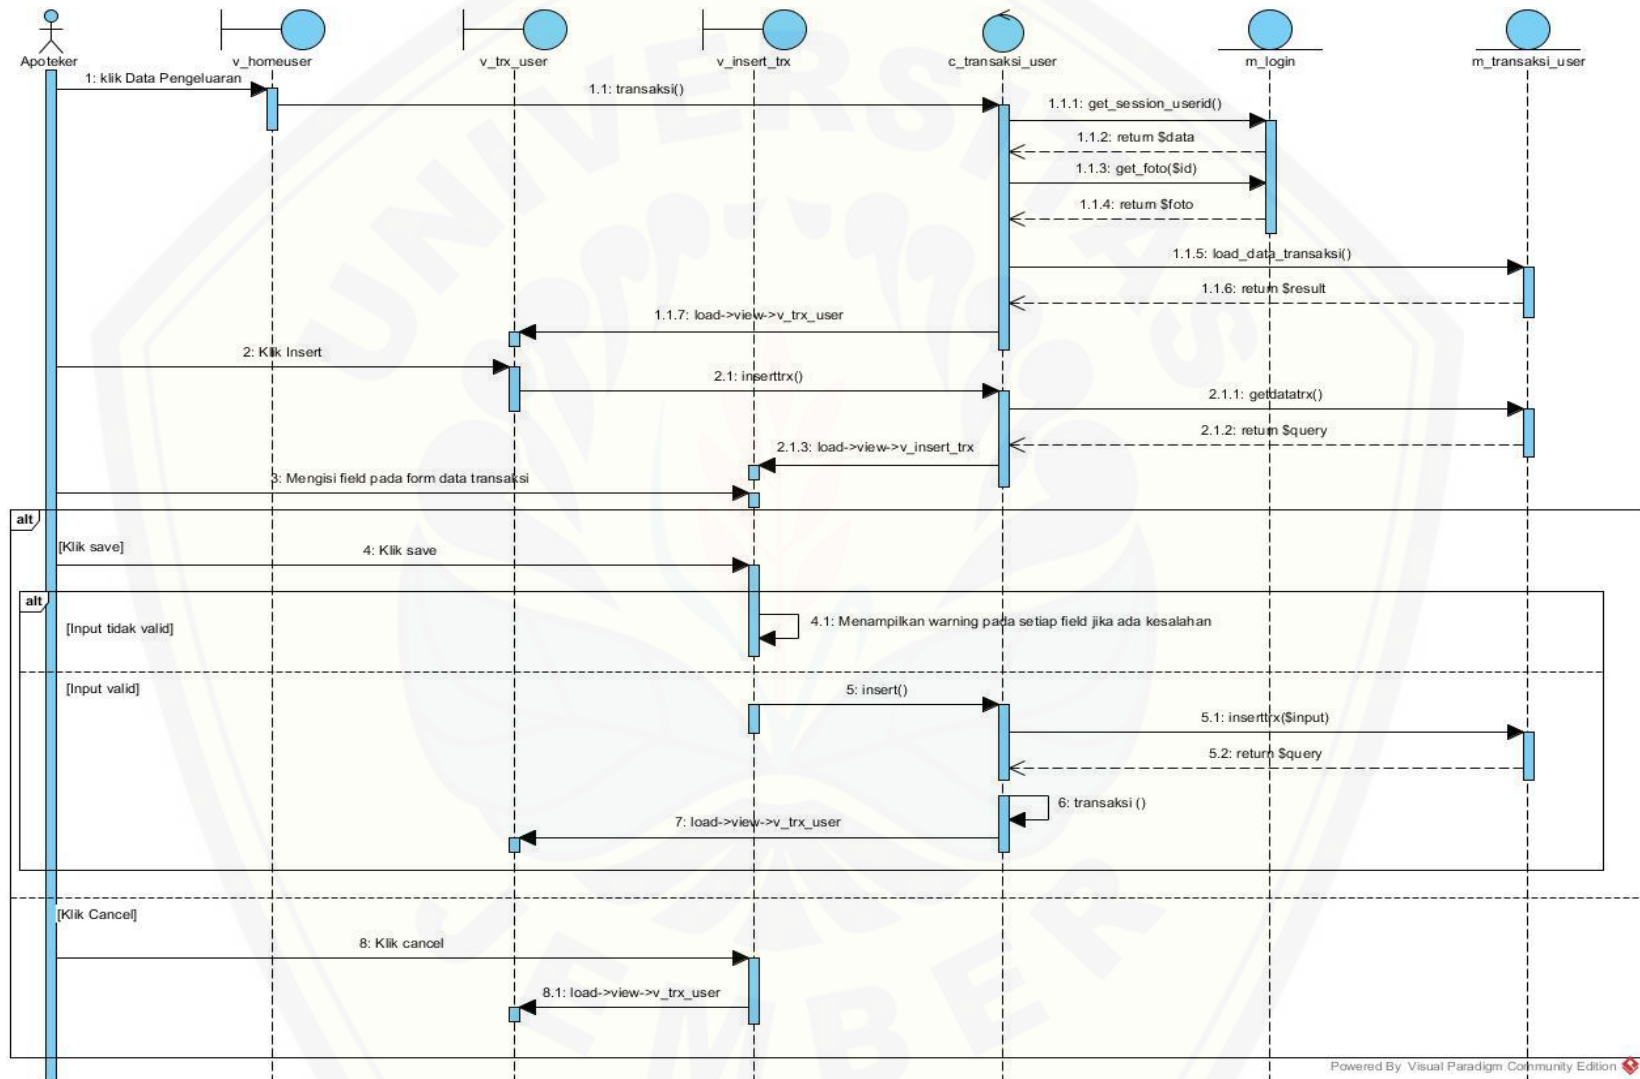 Apoteker
v_homeuser
v_trx_user
v_insert_trx
c_transaksi_user
m_login
m_transaksi_user
1: klik Data Pengeluaran
1.1: transaksi()
1.1.1: get_session_userid()
1.1.2: return $data
1.1.3: get_foto($id)
1.1.4: return $foto
1.1.5: load_data_transaksi()
1.1.6: return $result
1.1.7: load->view->v_trx_user
2: Klik Insert
2.1: inserttrx()
2.1.1: getdatatrx()
2.1.2: return $query
2.1.3: load->view->v_insert_trx
3: Mengisi field pada form data transaksi
alt
[Klik save]
4: Klik save
alt
[Input tidak valid]
4.1: Menampilkan warning pada setiap field jika ada kesalahan
[Input valid]
5: insert()
5.1: inserttrx($input)
5.2: return $query
6: transaksi ()
7: load->view->v_trx_user
[Klik Cancel]
8: Klik cancel
8.1: load->view->v_trx_user
UNIVERSITAS
JEMBER
Powered By Visual Paradigm Community Edition